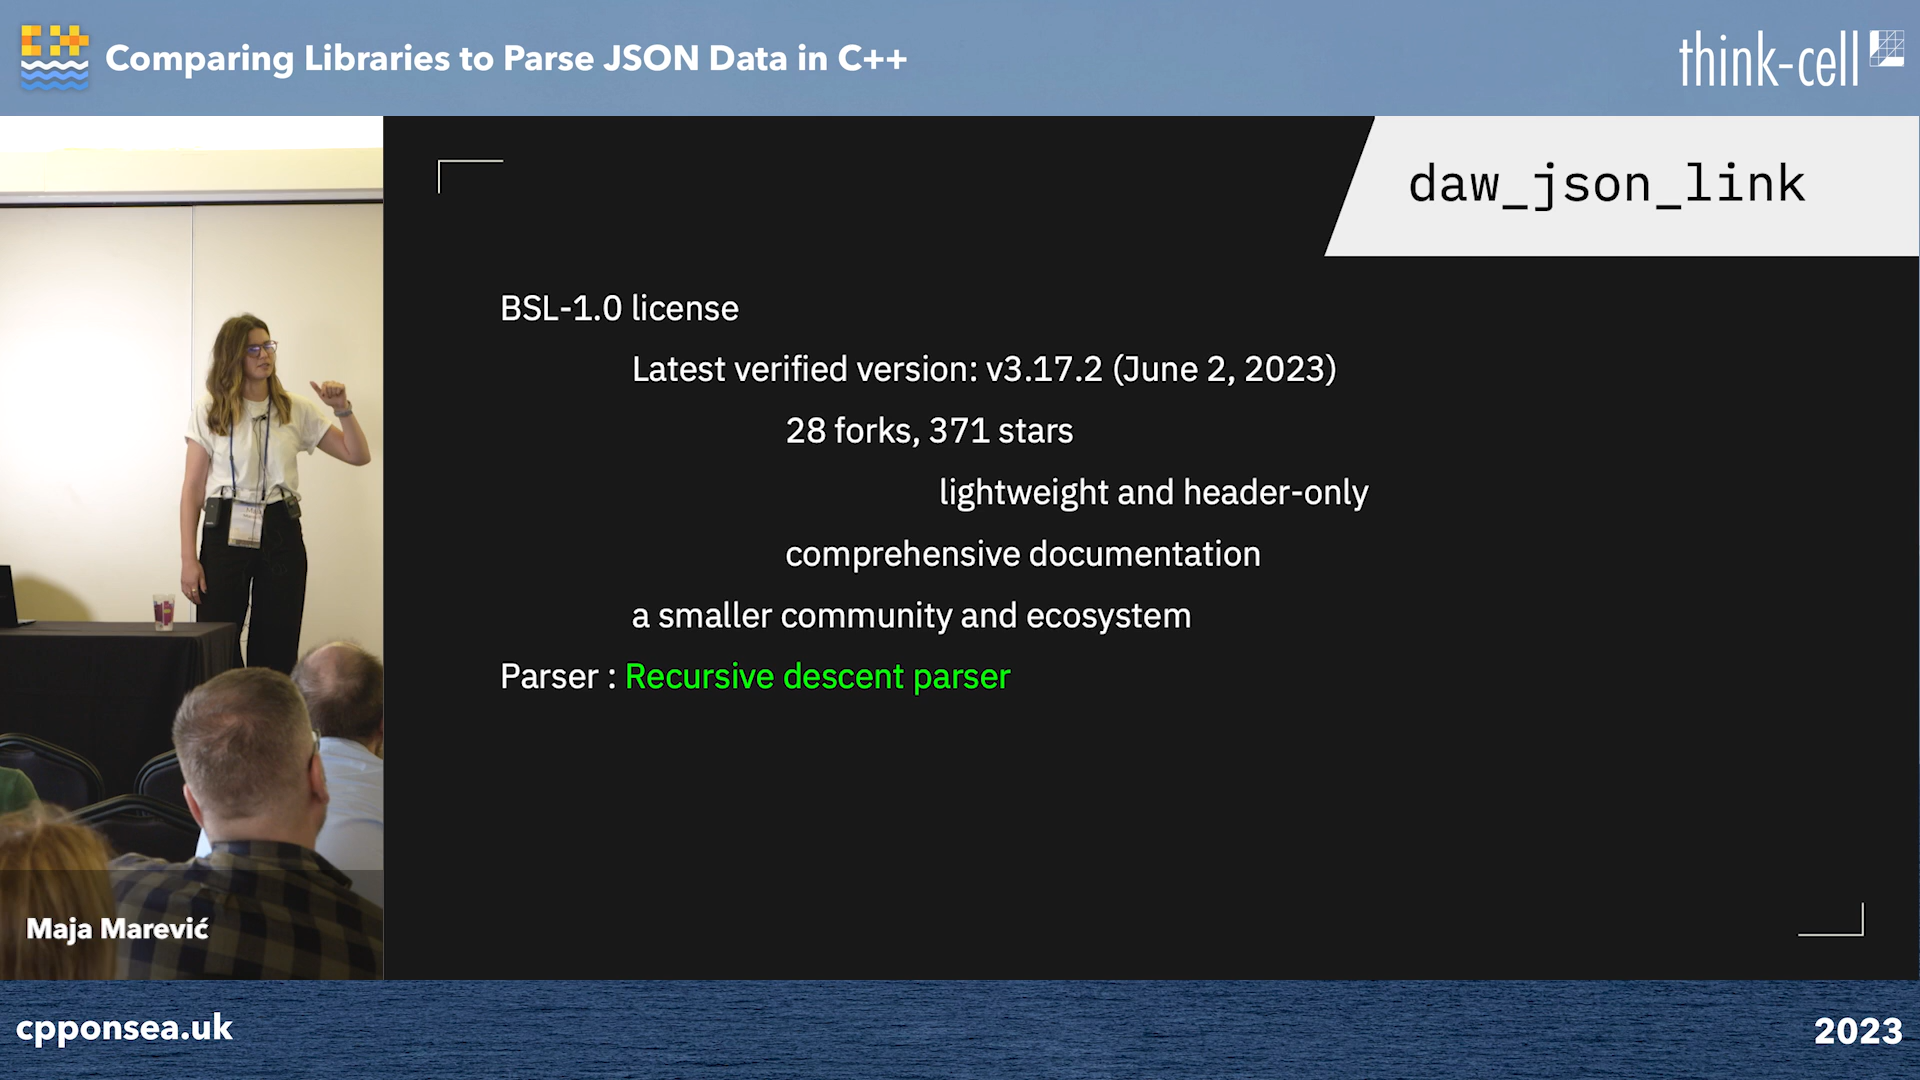 Comparing Libraries to Parse JSON Data in C++
think-cell
daw_json_link
BSL-1.0 license
Latest verified version: v3.17.2 (June 2, 2023)
28 forks, 371 stars
lightweight and header-only
comprehensive documentation
a smaller community and ecosystem
Parser : Recursive descent parser
Maja Marević
cpponsea.uk
2023